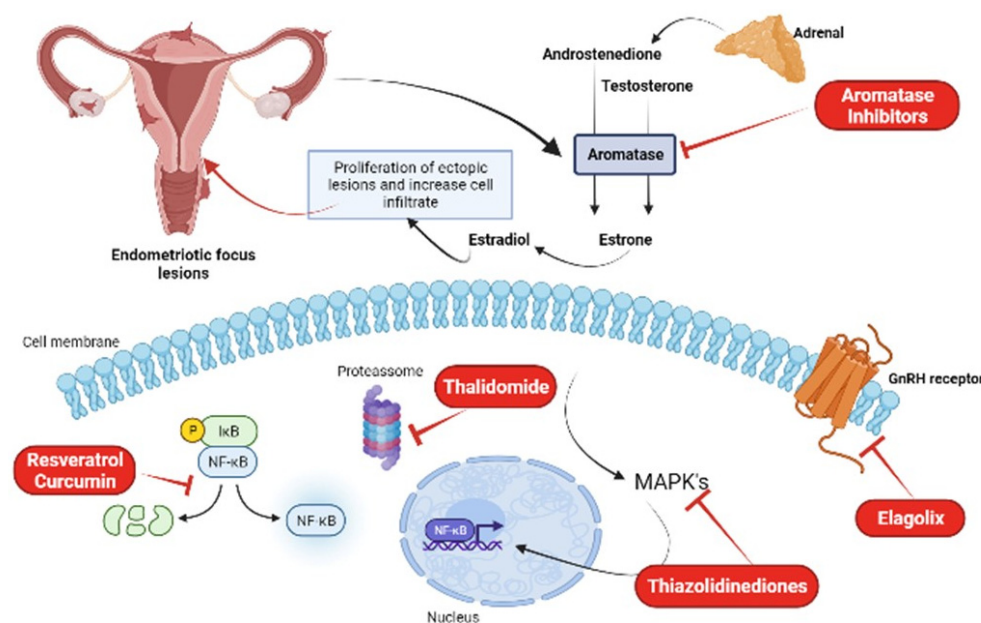 Adrenal
Androstenedione
Testosterone
Aromatase
Inhibitors
Aromatase
Proliferation of ectopic
lesions and increase cell
infiltrate
Estradiol
Estrone
Endometriotic focus
lesions
Cell membrane
Proteassome
Thalidomide
GnRH receptor
P
IκB
NF-κB
Resveratrol
Curcumin
NF-κB
MAPK's
Elagolix
NF-κB
Thiazolidinediones
Nucleus